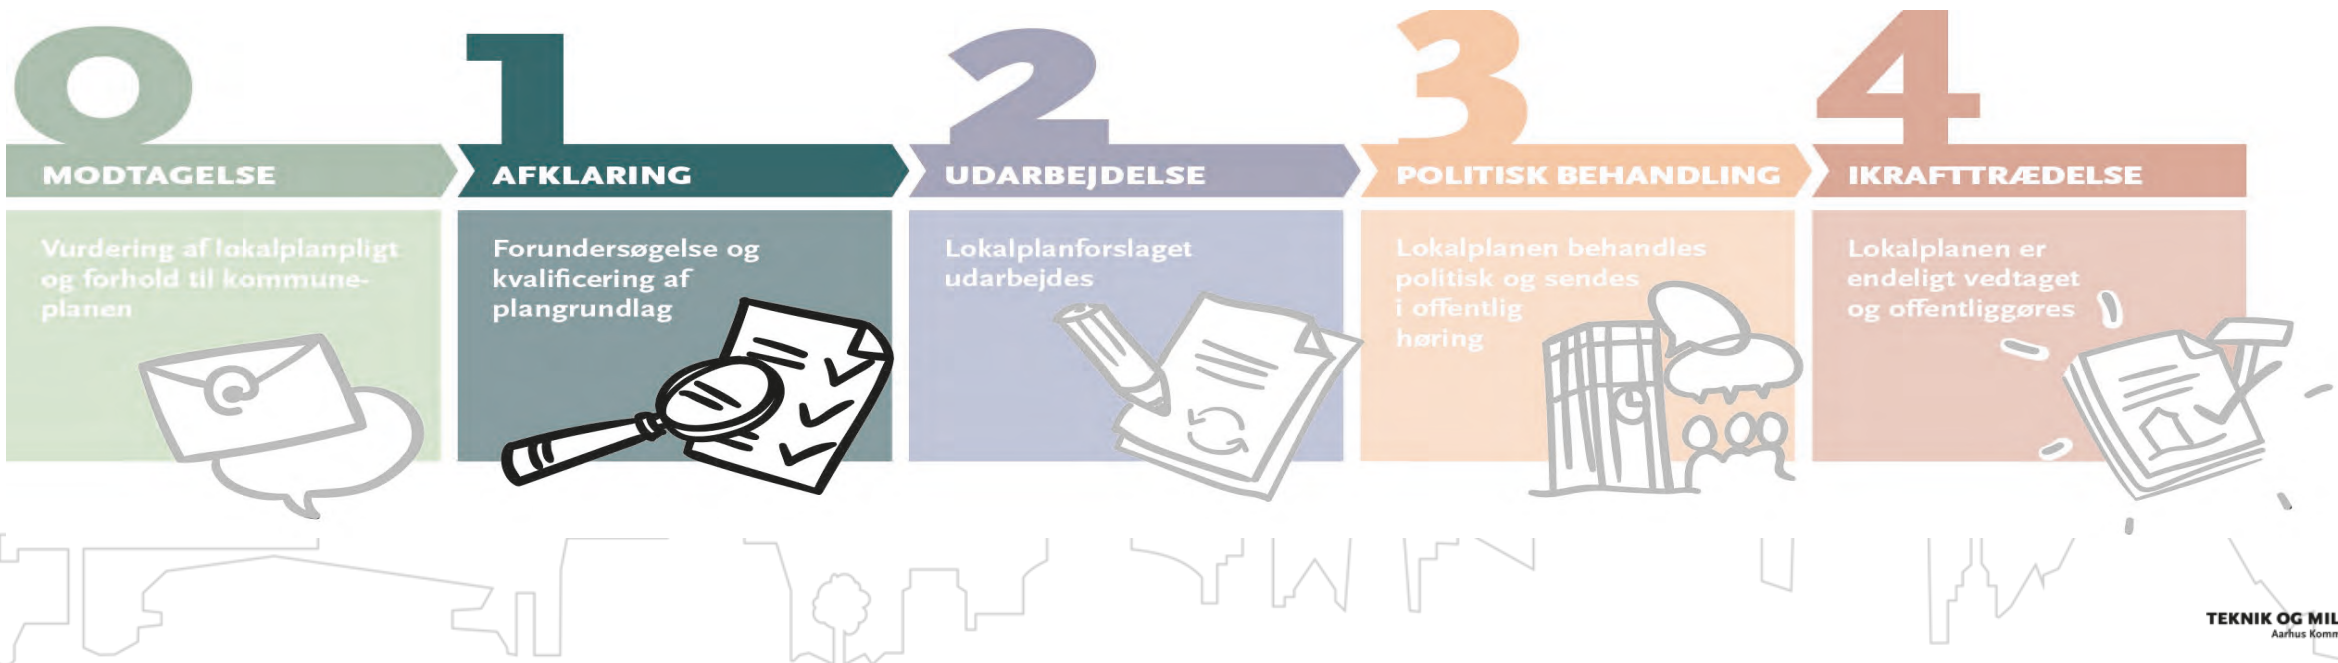 0
MODTAGELSE
Vurdering af lokalplanpligt
og forhold til kommune-
planen
1
AFKLARING
Forundersøgelse og
kvalificering af
plangrundlag
2
UDARBEJDELSE
Lokalplanforslaget
udarbejdes
3
POLITISK BEHANDLING
Lokalplanen behandles
politisk og sendes
i offentlig
høring
4
IKRAFTTRÆDELSE
Lokalplanen er
endeligt vedtaget
og offentliggøres
@
TEKNIK OG MIL
Aarhus Komm